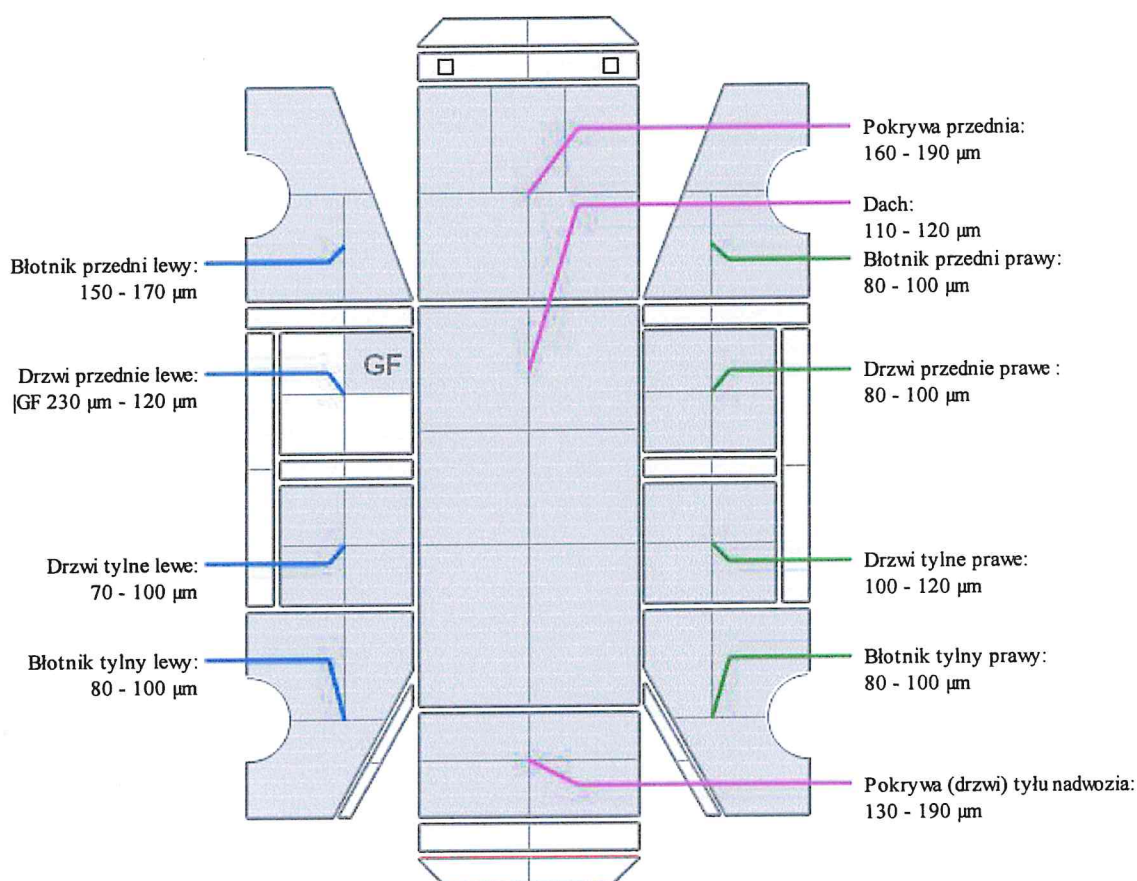 Pokrywa przednia:
160 - 190 µm
Dach:
110 - 120 µm
Błotnik przedni lewy:
150 - 170 µm
Błotnik przedni prawy:
80 - 100 µm
GF
Drzwi przednie lewe:
|GF 230 µm - 120 µm
Drzwi przednie prawe :
80 - 100 µm
Drzwi tylne lewe:
70 - 100 µm
Drzwi tylne prawe:
100 - 120 µm
Błotnik tylny lewy:
80 - 100 µm
Błotnik tylny prawy:
80 - 100 µm
Pokrywa (drzwi) tyłu nadwozia:
130 - 190 µm